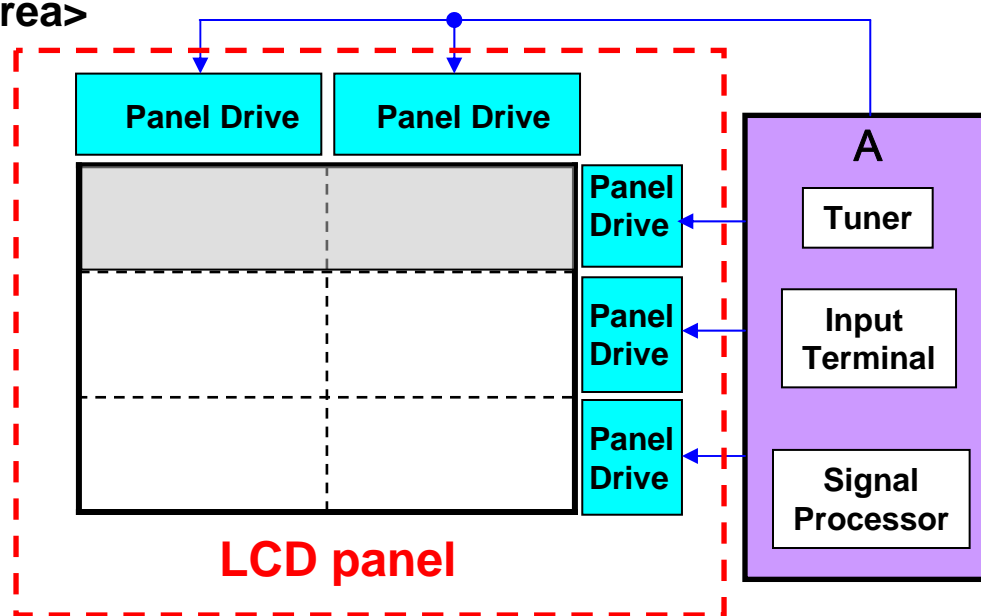 rea>
Panel Drive
Panel Drive
A
Panel
Drive
Tuner
Panel
Drive
Input
Terminal
Panel
Drive
Signal
Processor
LCD panel